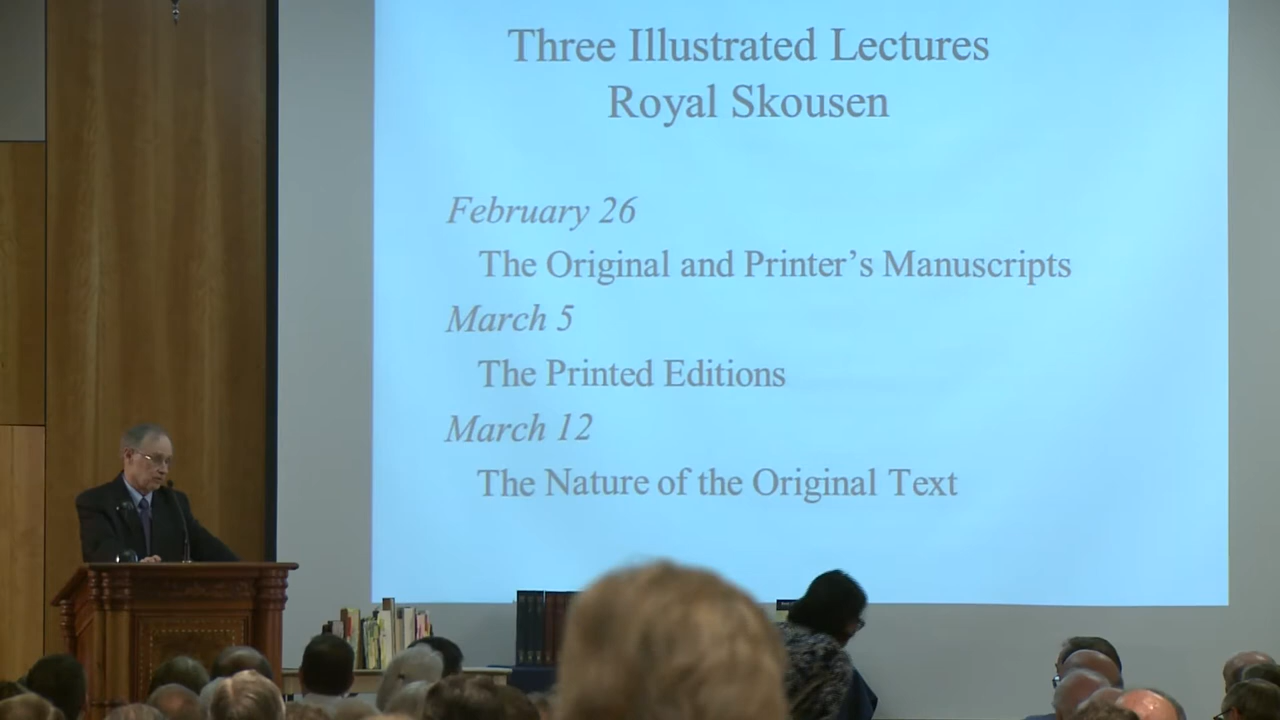 Three Illustrated Lectures
Royal Skousen
February 26
The Original and Printer’s Manuscripts
March 5
The Printed Editions
March 12
The Nature of the Original Text